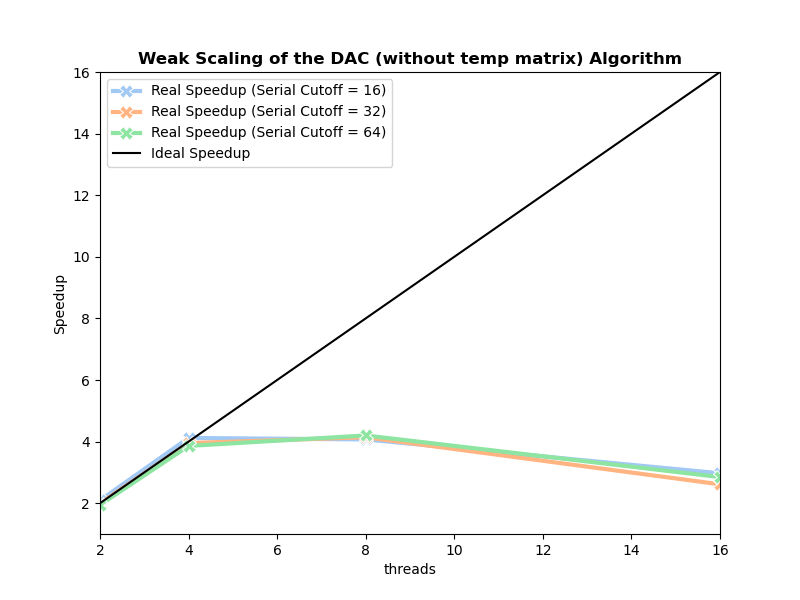 Weak Scaling of the DAC (without temp matrix) Algorithm
Real Speedup (Serial Cutoff = 16)
Real Speedup (Serial Cutoff = 32)
Real Speedup (Serial Cutoff = 64)
Ideal Speedup
16
14
12
10
8
6
4
2
Speedup
2 4 6 8 10 12 14 16
threads